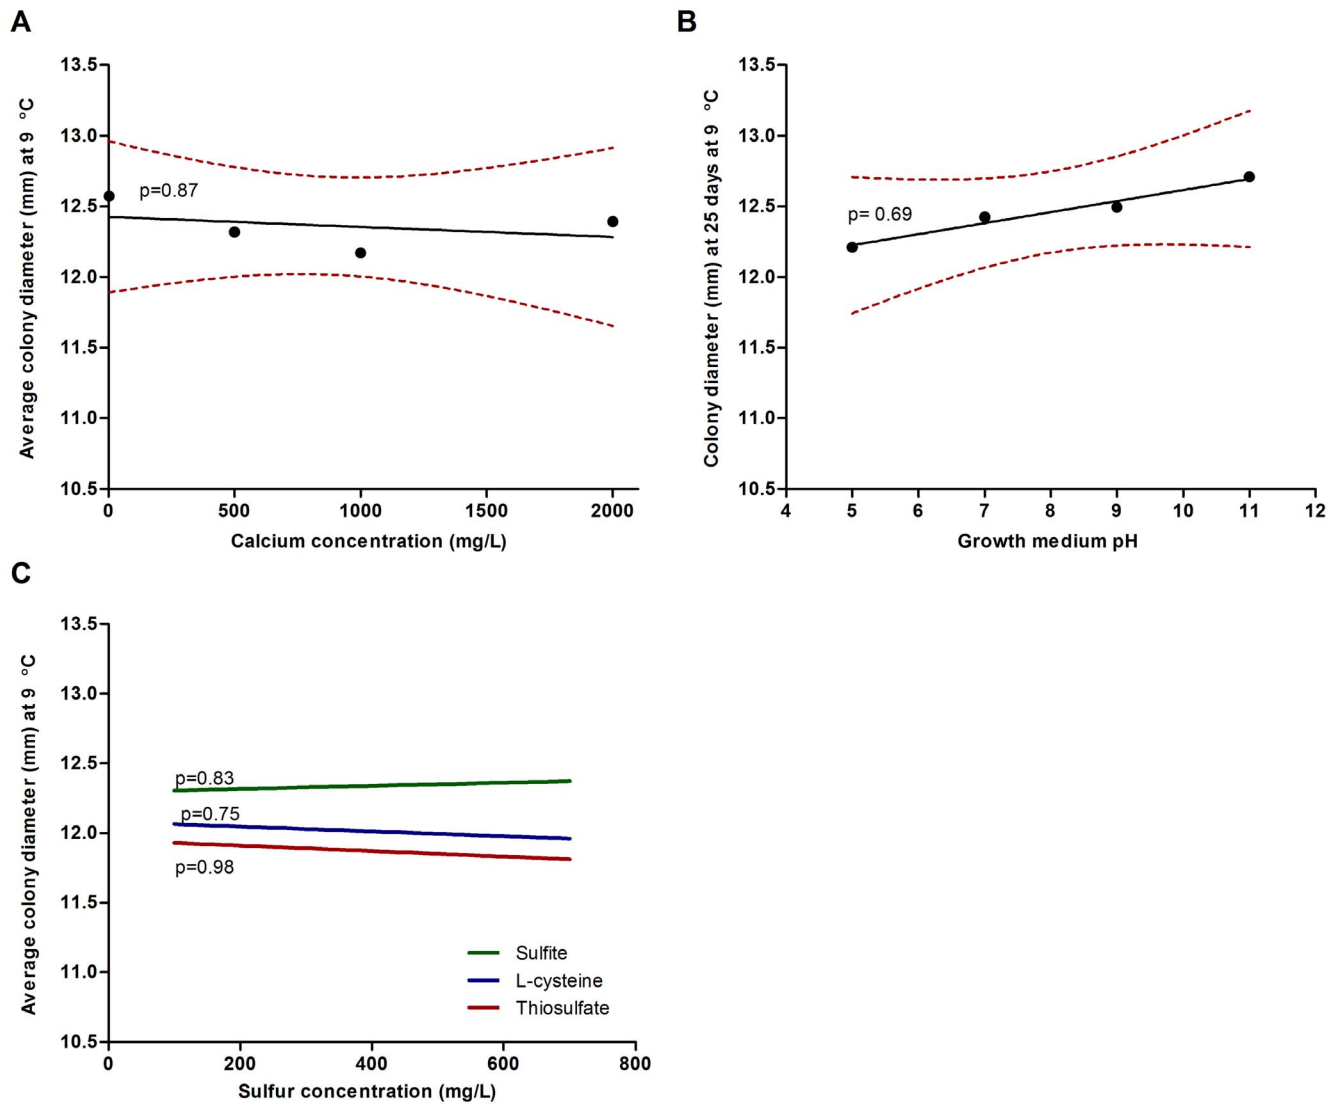 A
Average colony diameter (mm) at 9 °C
13.5
13.0
12.5
12.0
11.5
11.0
10.5
p=0.87
0 500 1000 1500 2000
Calcium concentration (mg/L)
B
Colony diameter (mm) at 25 days at 9 °C
13.5
13.0
12.5
12.0
11.5
11.0
10.5
p= 0.69
4 5 6 7 8 9 10 11 12
Growth medium pH
C
Average colony diameter (mm) at 9 °C
13.5
13.0
12.5
12.0
11.5
11.0
10.5
p=0.83
p=0.75
p=0.98
Sulfite
L-cysteine
Thiosulfate
0 200 400 600 800
Sulfur concentration (mg/L)